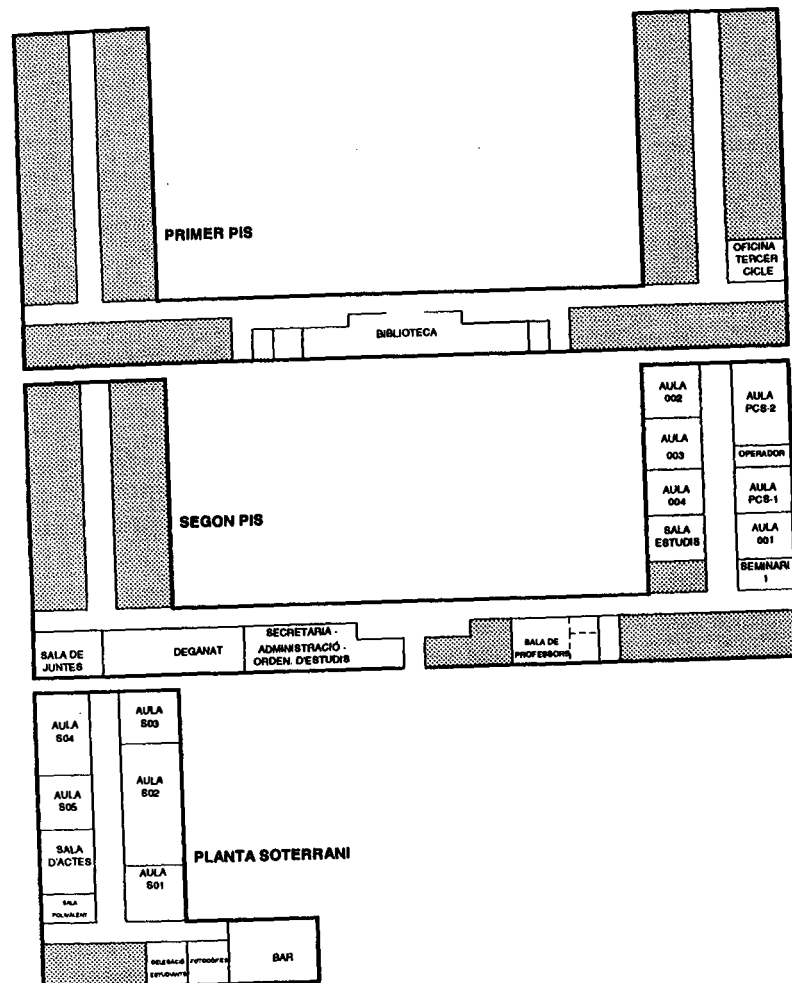 PRIMER PIS
OFICINA
TERCER
CICLE
BIBLIOTECA
AULA
002
AULA
PCS-2
AULA
003
OPERADOR
AULA
004
AULA
PCS-1
SEGON PIS
SALA
ESTUDIS
AULA
001
SEMINARI
1
SALA DE
JUNTES
DEGANAT
SECRETARIA -
ADMINISTRACIÓ -
ORDEN. D'ESTUDIS
SALA DE
PROFESSORS
AULA
S04
AULA
S03
AULA
S05
AULA
S02
SALA
D'ACTES
PLANTA SOTERRANI
AULA
S01
SALA
POLIVALENT
DELEGACIÓ
ESTUDIANTS
BAR